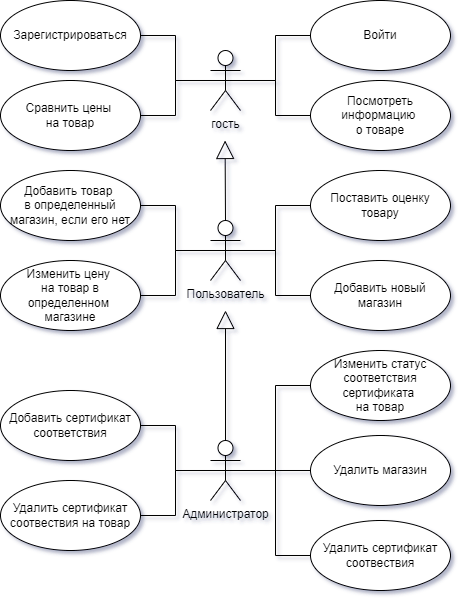 Зарегистрироваться
Войти
Сравнить цены
на товар
гость
Посмотреть
информацию
о товаре
Добавить товар
в определенный
магазин, если его нет
Поставить оценку
товару
Изменить цену
на товар в
определенном
магазине
Пользователь
Добавить новый
магазин
Изменить статус
соответствия
сертификата
на товар
Добавить сертификат
соответствия
Удалить магазин
Удалить сертификат
соотвествия на товар
Администратор
Удалить сертификат
соотвествия